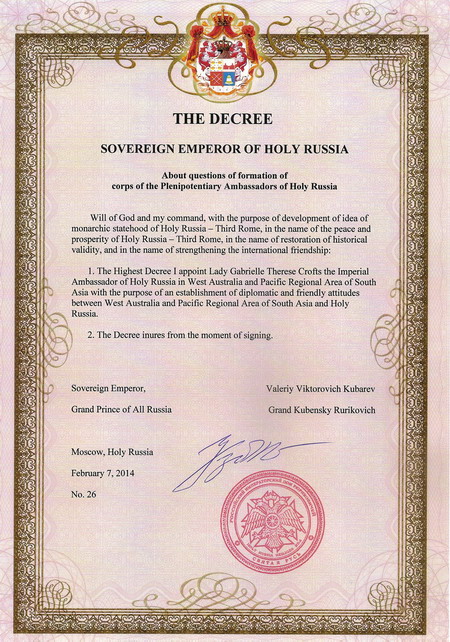 THE DECREE
SOVEREIGN EMPEROR OF HOLY RUSSIA
About questions of formation of
corps of the Plenipotentiary Ambassadors of Holy Russia
Will of God and my command, with the purpose of development of idea of
monarchic statehood of Holy Russia – Third Rome, in the name of the peace and
prosperity of Holy Russia – Third Rome, in the name of restoration of historical
validity, and in the name of strengthening the international friendship:
1. The Highest Decree I appoint Lady Gabrielle Therese Crofts the Imperial
Ambassador of Holy Russia in West Australia and Pacific Regional Area of South
Asia with the purpose of an establishment of diplomatic and friendly attitudes
between West Australia and Pacific Regional Area of South Asia and Holy
Russia.
2. The Decree inures from the moment of signing.
Sovereign Emperor, Valeriy Viktorovich Kubarev
Grand Prince of All Russia Grand Kubensky Rurikovich
Moscow, Holy Russia
February 7, 2014
No. 26
СВЯТАЯ РУСЬ